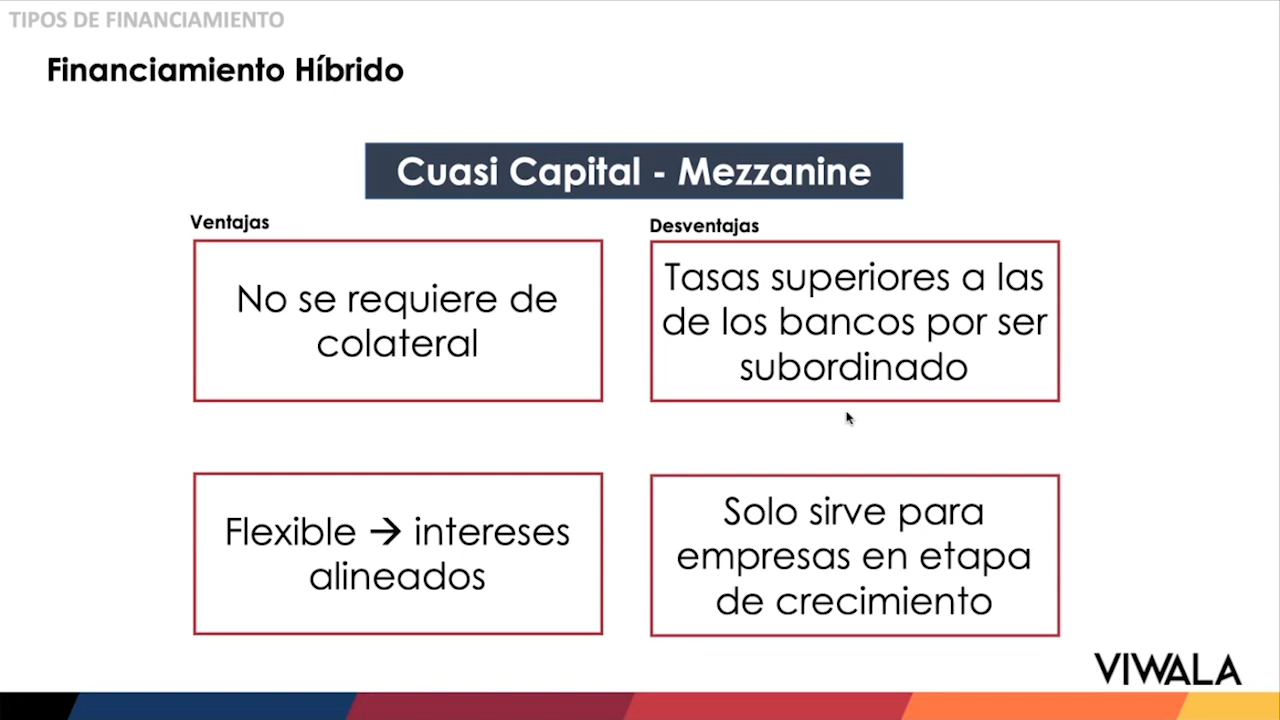 TIPOS DE FINANCIAMIENTO
Financiamiento Híbrido
Cuasi Capital - Mezzanine
Ventajas
No se requiere de
colateral
Flexible → intereses
alineados
Desventajas
Tasas superiores a las
de los bancos por ser
subordinado
Solo sirve para
empresas en etapa
de crecimiento
VIWALA